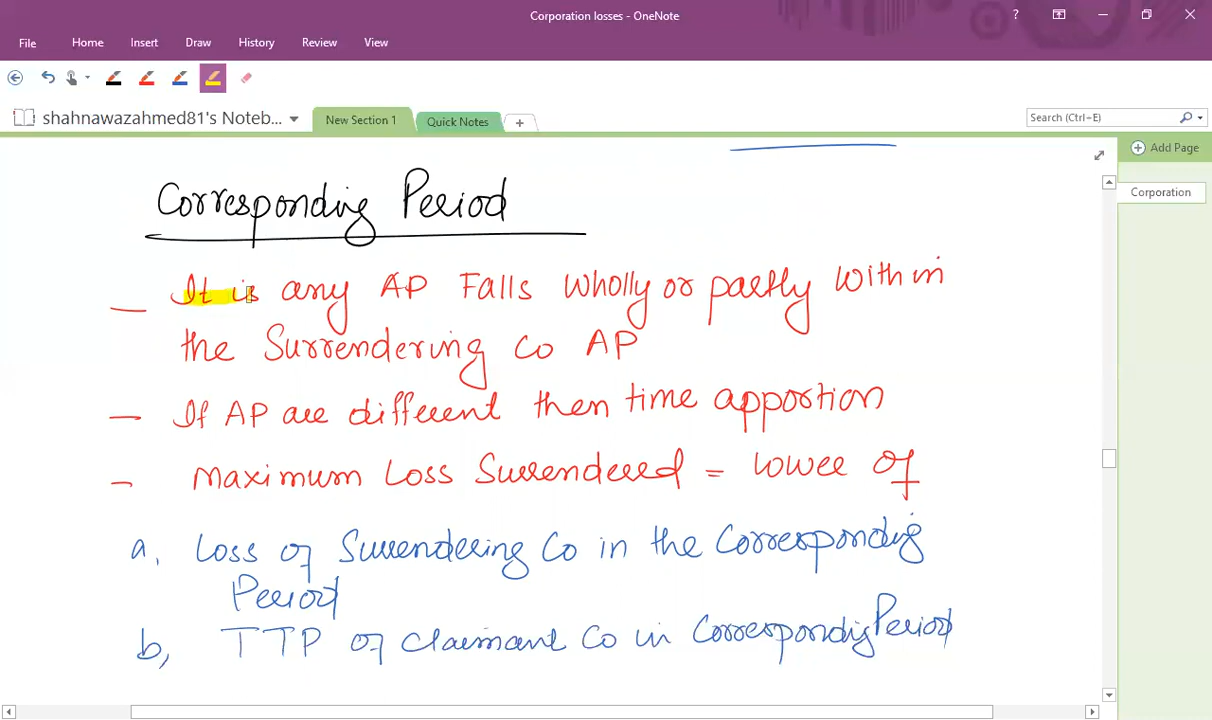 Corporation losses - OneNote
?
File Home Insert Draw History Review View
shahnawazahmed81's Noteb... New Section 1 Quick Notes + Search (Ctrl+E)
Add Page
Corporation
Corresponding Period
— It is any AP Falls Wholly or partly within
the Surrendering Co AP
— If AP are different then time apportion
- Maximum Loss Surrendered = Lower of
a. Loss of Surrendering Co in the Corresponding
Period
b, TTP of Claimant Co in Corresponding Period